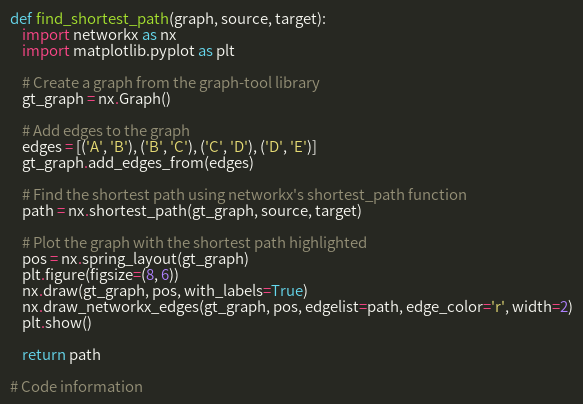 def find_shortest_path(graph, source, target):
import networkx as nx
import matplotlib.pyplot as plt
# Create a graph from the graph-tool library
gt_graph = nx.Graph()
# Add edges to the graph
edges = [('A', 'B'), ('B', 'C'), ('C', 'D'), ('D', 'E')]
gt_graph.add_edges_from(edges)
# Find the shortest path using networkx's shortest_path function
path = nx.shortest_path(gt_graph, source, target)
# Plot the graph with the shortest path highlighted
pos = nx.spring_layout(gt_graph)
plt.figure(figsize=(8, 6))
nx.draw(gt_graph, pos, with_labels=True)
nx.draw_networkx_edges(gt_graph, pos, edgelist=path, edge_color='r', width=2)
plt.show()
return path
# Code information